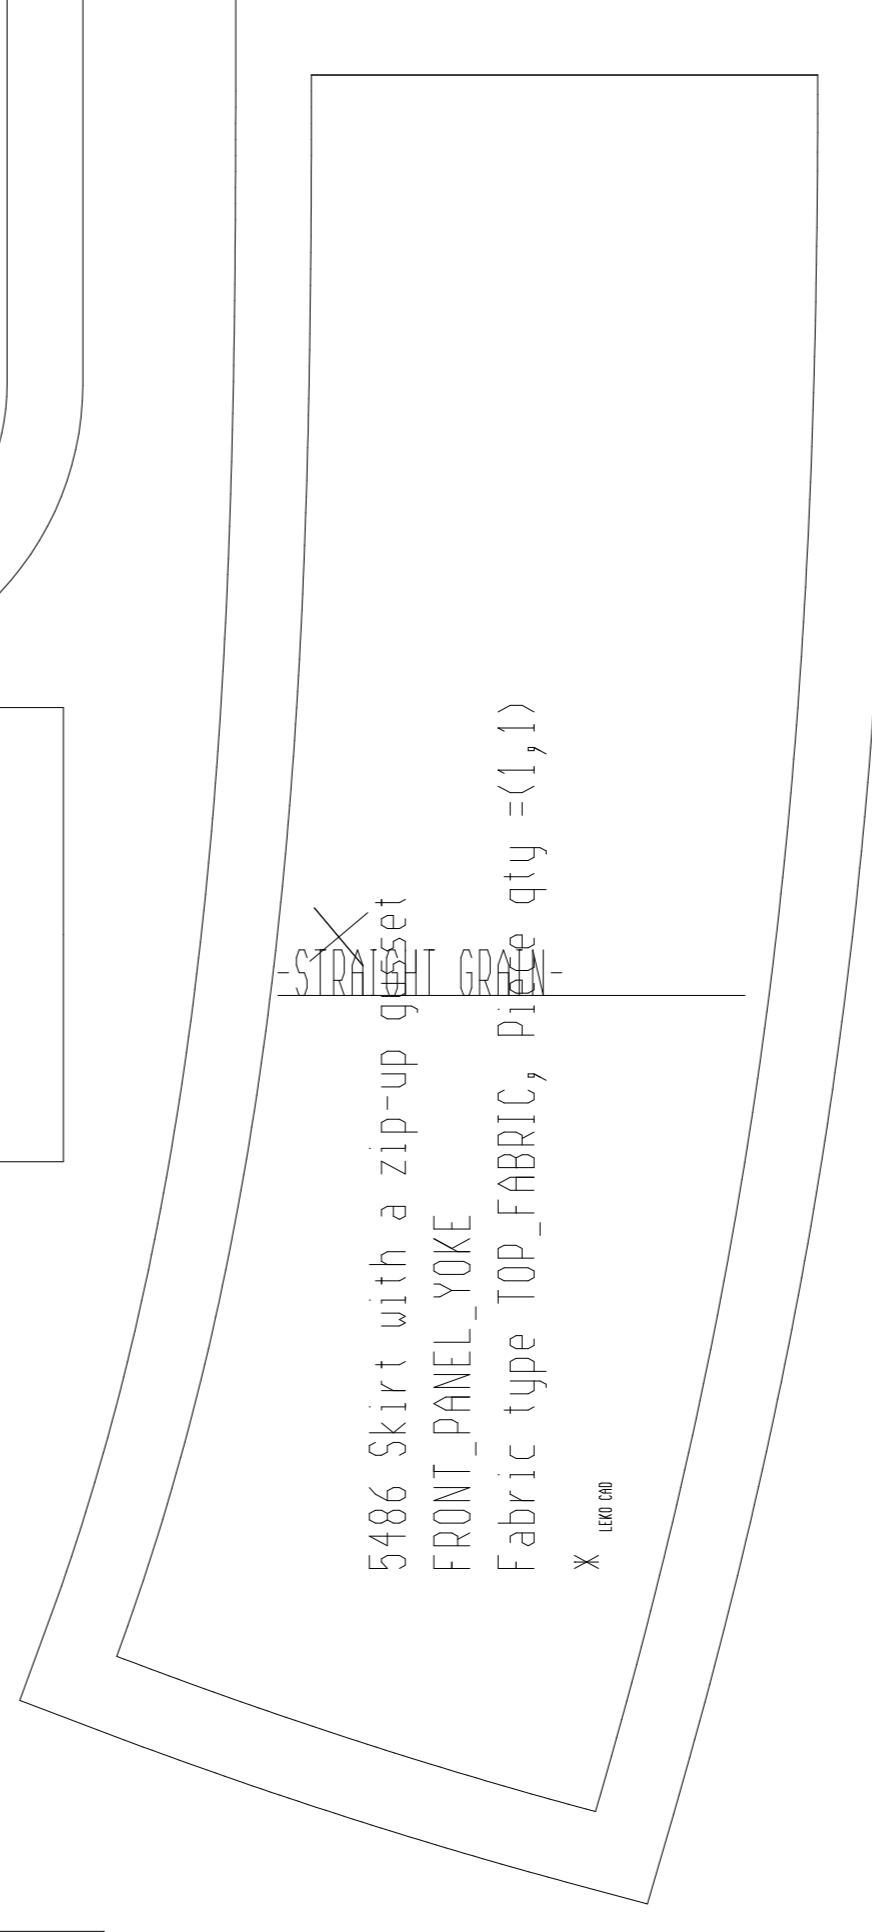 -STRAIGHT GRAIN-
5486 Skirt with a zip-up gusset
FRONT_PANEL_YOKE
Fabric type TOP_FABRIC, Piece qty =(1,1)
* LEKO CAD